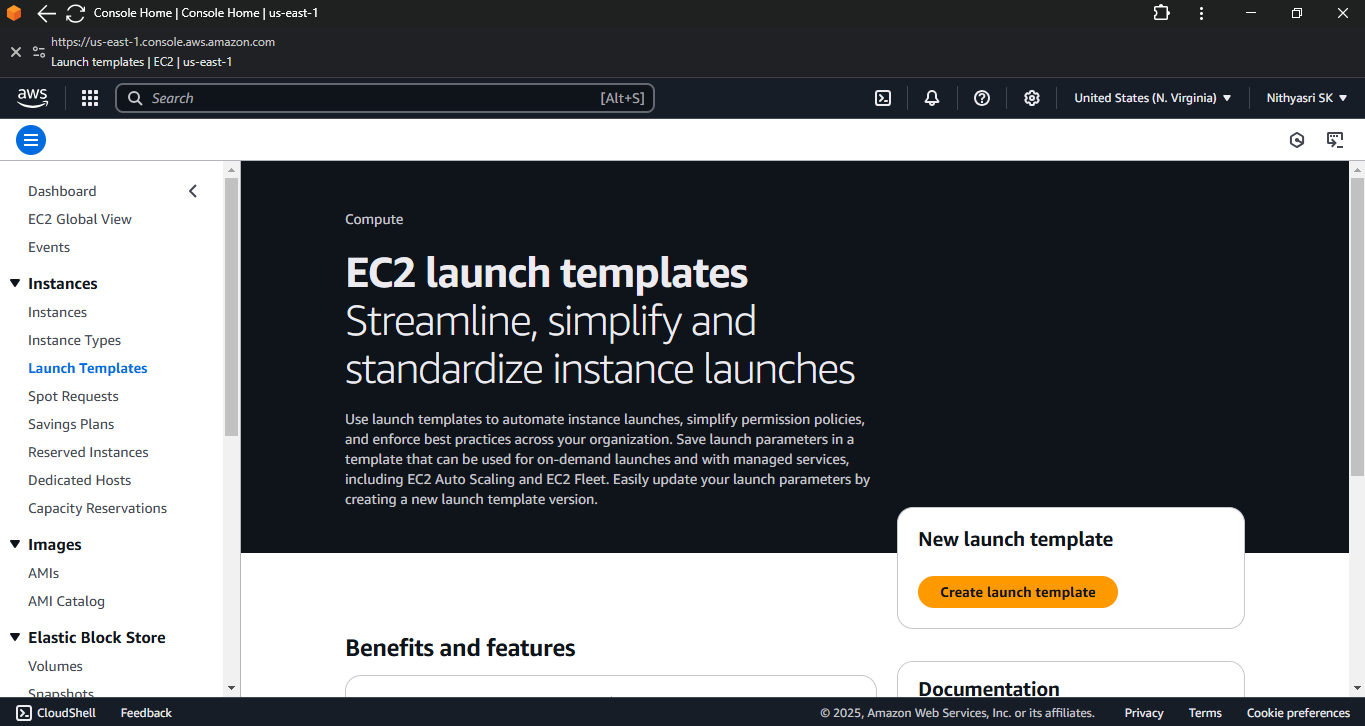 Console Home | Console Home | us-east-1
https://us-east-1.console.aws.amazon.com
Launch templates | EC2 | us-east-1
aws
Search
[Alt+S]
United States (N. Virginia)
Nithyasri SK
Dashboard
EC2 Global View
Events
Instances
Instances
Instance Types
Launch Templates
Spot Requests
Savings Plans
Reserved Instances
Dedicated Hosts
Capacity Reservations
Images
AMIs
AMI Catalog
Elastic Block Store
Volumes
Snapshots
Compute
EC2 launch templates
Streamline, simplify and
standardize instance launches
Use launch templates to automate instance launches, simplify permission policies,
and enforce best practices across your organization. Save launch parameters in a
template that can be used for on-demand launches and with managed services,
including EC2 Auto Scaling and EC2 Fleet. Easily update your launch parameters by
creating a new launch template version.
New launch template
Create launch template
Benefits and features
Documentation
CloudShell
Feedback
© 2025, Amazon Web Services, Inc. or its affiliates.
Privacy
Terms
Cookie preferences